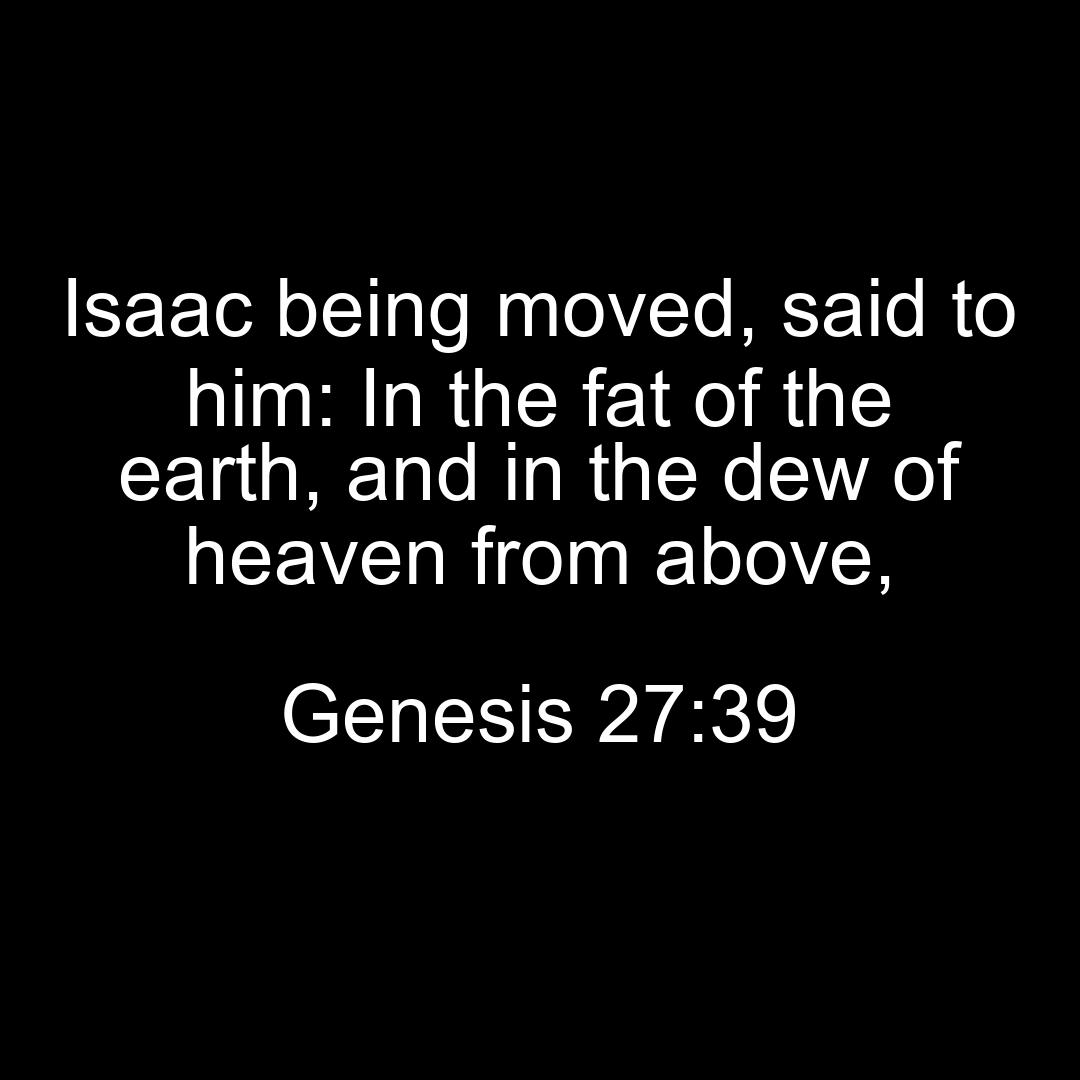 Isaac being moved, said to
him: In the fat of the
earth, and in the dew of
heaven from above,
Genesis 27:39